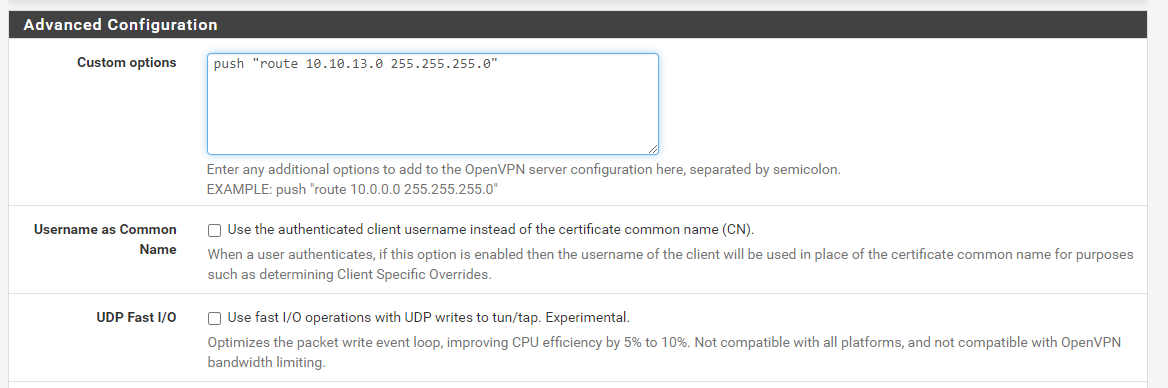 Advanced Configuration
Custom options
push "route 10.10.13.0 255.255.255.0"
Enter any additional options to add to the OpenVPN server configuration here, separated by semicolon.
EXAMPLE: push "route 10.0.0.0 255.255.255.0"
Username as Common
Name
Use the authenticated client username instead of the certificate common name (CN).
When a user authenticates, if this option is enabled then the username of the client will be used in place of the certificate common name for purposes
such as determining Client Specific Overrides.
UDP Fast I/O
Use fast I/O operations with UDP writes to tun/tap. Experimental.
Optimizes the packet write event loop, improving CPU efficiency by 5% to 10%. Not compatible with all platforms, and not compatible with OpenVPN
bandwidth limiting.